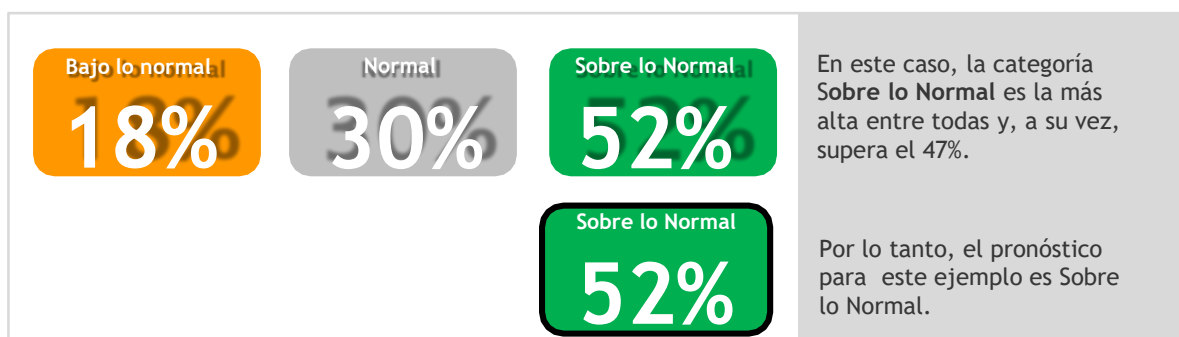 Bajo lo normal
18%
Normal
30%
Sobre lo Normal
52%
En este caso, la categoría
Sobre lo Normal es la más
alta entre todas y, a su vez,
supera el 47%.
Sobre lo Normal
52%
Por lo tanto, el pronóstico
para este ejemplo es Sobre
lo Normal.